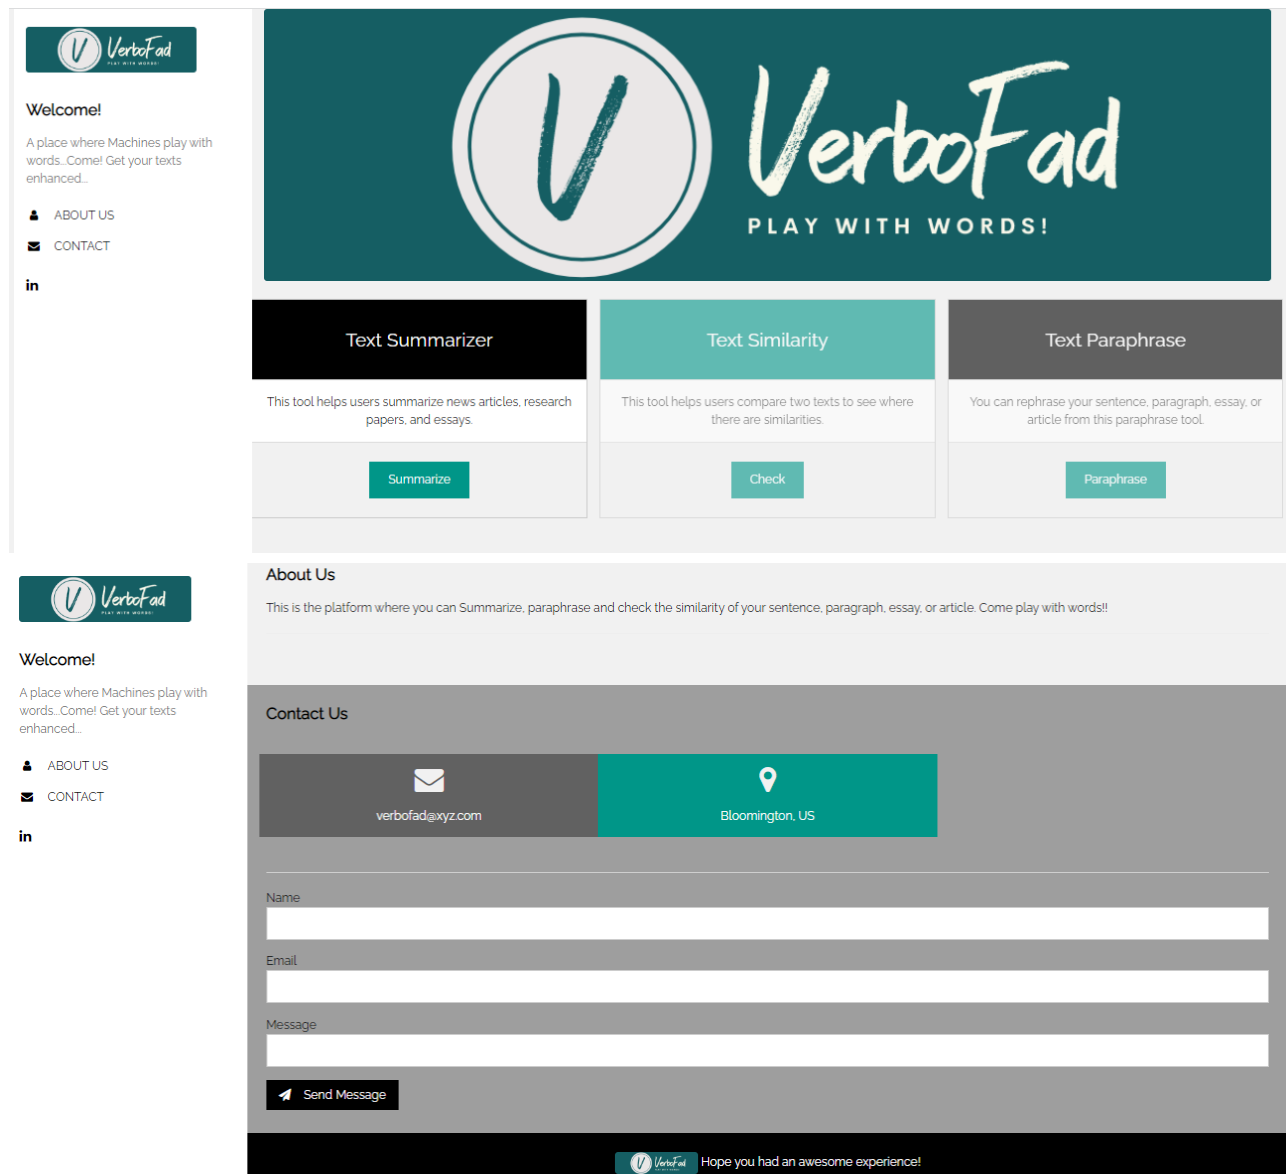 V VerboFad
PLAY WITH WORDS!
Welcome!
A place where Machines play with
words...Come! Get your texts
enhanced...
ABOUT US
CONTACT
in
V VerboFad
PLAY WITH WORDS!
Text Summarizer
This tool helps users summarize news articles, research
papers, and essays.
Summarize
Text Similarity
This tool helps users compare two texts to see where
there are similarities.
Check
Text Paraphrase
You can rephrase your sentence, paragraph, essay, or
article from this paraphrase tool.
Paraphrase
V VerboFad
PLAY WITH WORDS!
Welcome!
A place where Machines play with
words...Come! Get your texts
enhanced...
ABOUT US
CONTACT
in
About Us
This is the platform where you can Summarize, paraphrase and check the similarity of your sentence, paragraph, essay, or article. Come play with words!!
Contact Us
verbofad@xyz.com
Bloomington, US
Name
Email
Message
Send Message
V VerboFad
Hope you had an awesome experience!